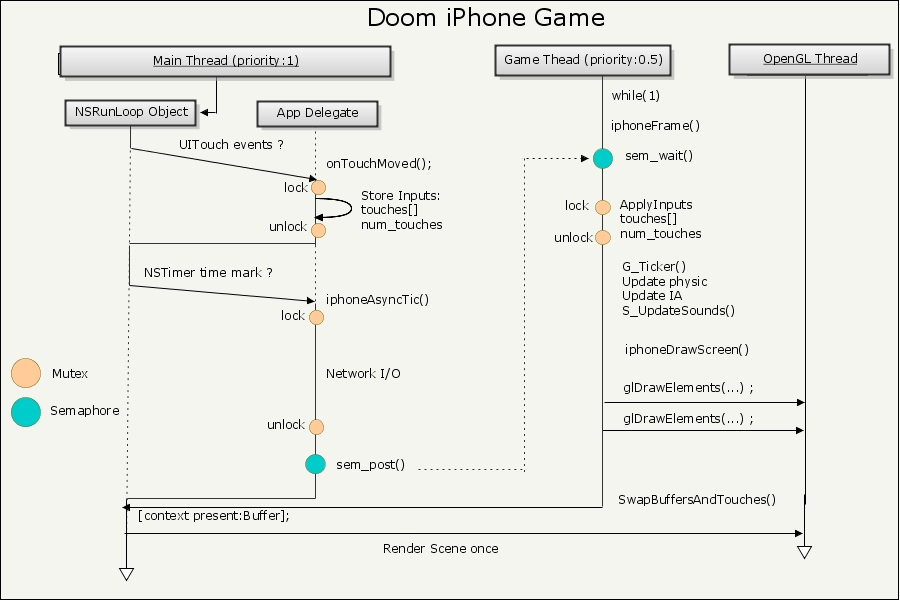 Doom iPhone Game
Main Thread (priority:1)
Game Thead (priority:0.5)
OpenGL Thread
NSRunLoop Object
App Delegate
while(1)
iphoneFrame()
UITouch events ?
onTouchMoved();
sem_wait()
lock
Store Inputs:
touches[]
num_touches
unlock
lock
ApplyInputs
touches[]
num_touches
unlock
NSTimer time mark ?
G_Ticker()
Update physic
Update IA
S_UpdateSounds()
iphoneAsyncTic()
lock
iphoneDrawScreen()
Mutex
Network I/O
glDrawElements(...) ;
Semaphore
glDrawElements(...) ;
unlock
sem_post()
SwapBuffersAndTouches()
[context present:Buffer];
Render Scene once